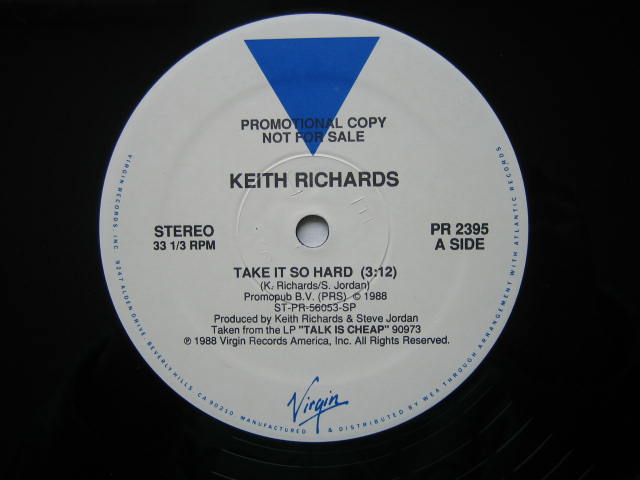 PROMOTIONAL COPY
NOT FOR SALE
KEITH RICHARDS
STEREO
33 1/3 RPM
PR 2395
A SIDE
TAKE IT SO HARD (3:12)
(K. Richards/S. Jordan)
Promopub B.V. (PRS) © 1988
ST-PR-56053-SP
Produced by Keith Richards & Steve Jordan
Taken from the LP "TALK IS CHEAP" 90973
℗ 1988 Virgin Records America, Inc. All Rights Reserved.
Virgin
VIRGIN RECORDS, INC. 9247 ALDEN DRIVE, BEVERLY HILLS, CA 90210 MANUFACTURED & DISTRIBUTED BY WEA THROUGH ARRANGEMENT WITH ATLANTIC RECORDS